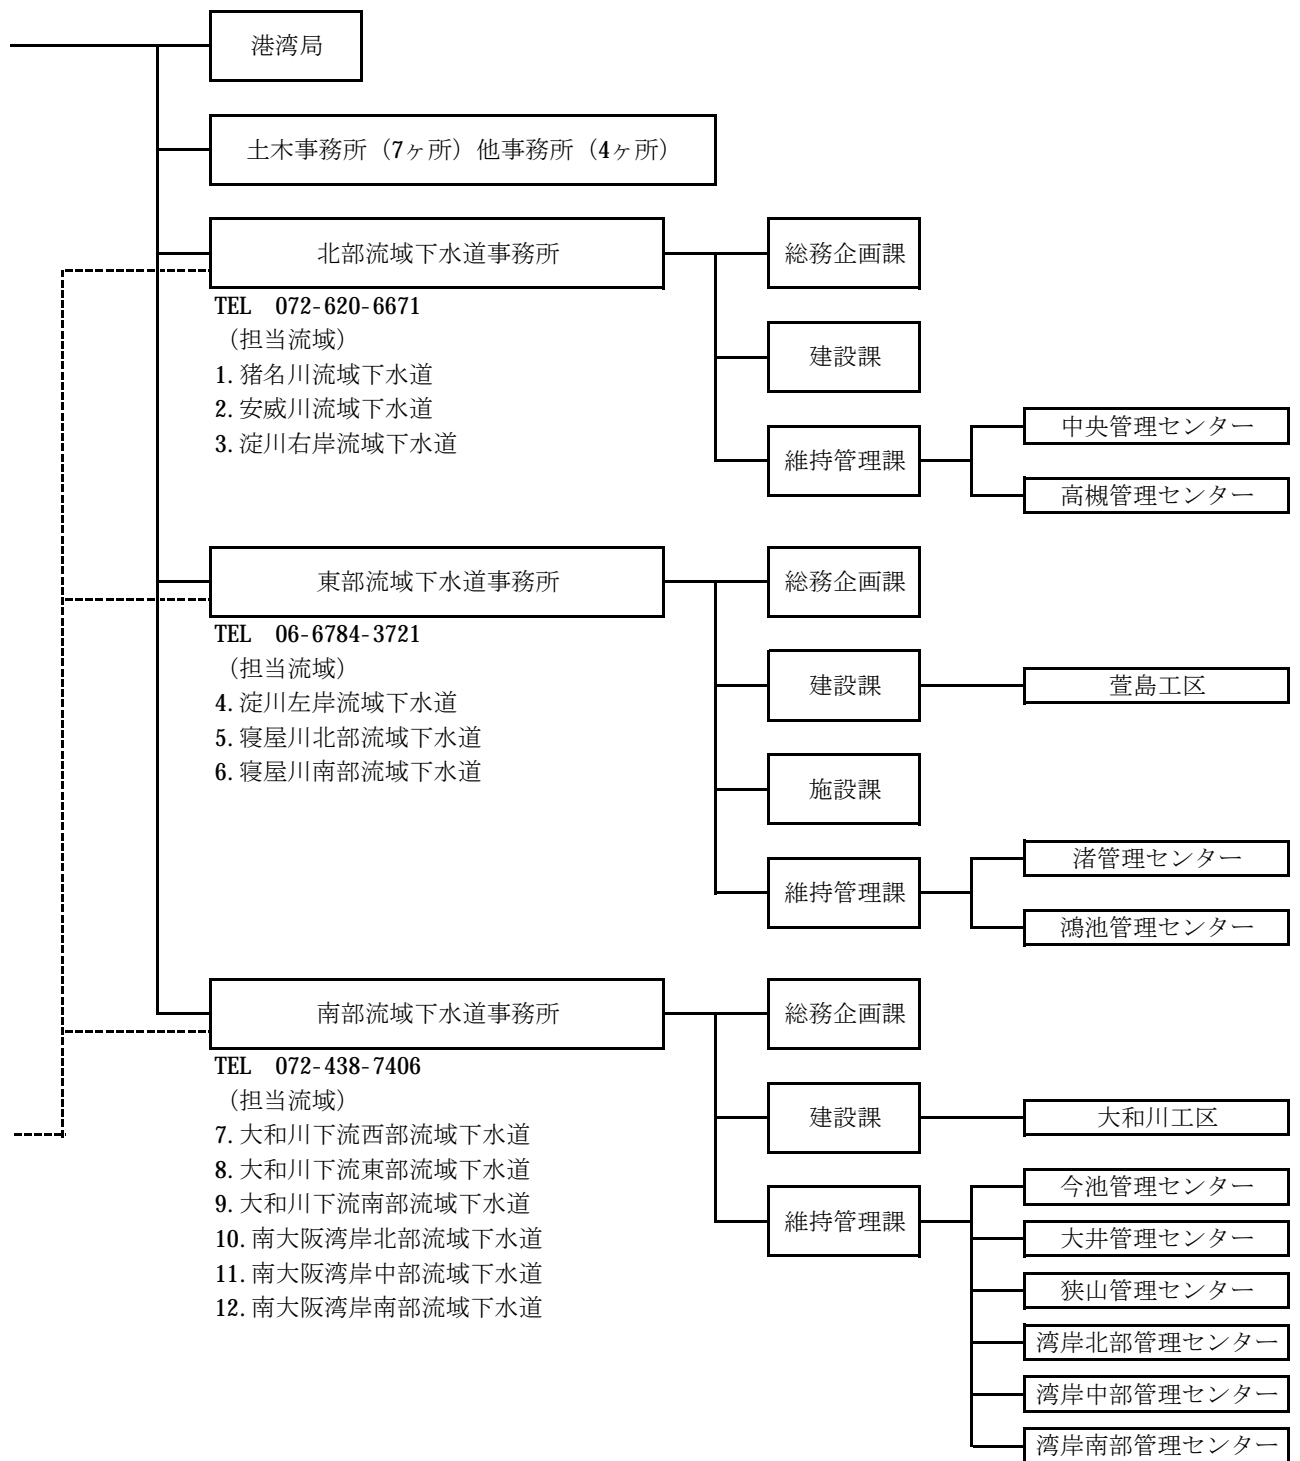 港湾局
土木事務所（7ヶ所）他事務所（4ヶ所）
北部流域下水道事務所
総務企画課
TEL 072-620-6671
（担当流域）
1. 猪名川流域下水道
2. 安威川流域下水道
3. 淀川右岸流域下水道
建設課
維持管理課
中央管理センター
高槻管理センター
東部流域下水道事務所
総務企画課
TEL 06-6784-3721
（担当流域）
4. 淀川左岸流域下水道
5. 寝屋川北部流域下水道
6. 寝屋川南部流域下水道
建設課
萱島工区
施設課
維持管理課
渚管理センター
鴻池管理センター
南部流域下水道事務所
総務企画課
TEL 072-438-7406
（担当流域）
7. 大和川下流西部流域下水道
8. 大和川下流東部流域下水道
9. 大和川下流南部流域下水道
10. 南大阪湾岸北部流域下水道
11. 南大阪湾岸中部流域下水道
12. 南大阪湾岸南部流域下水道
建設課
大和川工区
維持管理課
今池管理センター
大井管理センター
狭山管理センター
湾岸北部管理センター
湾岸中部管理センター
湾岸南部管理センター